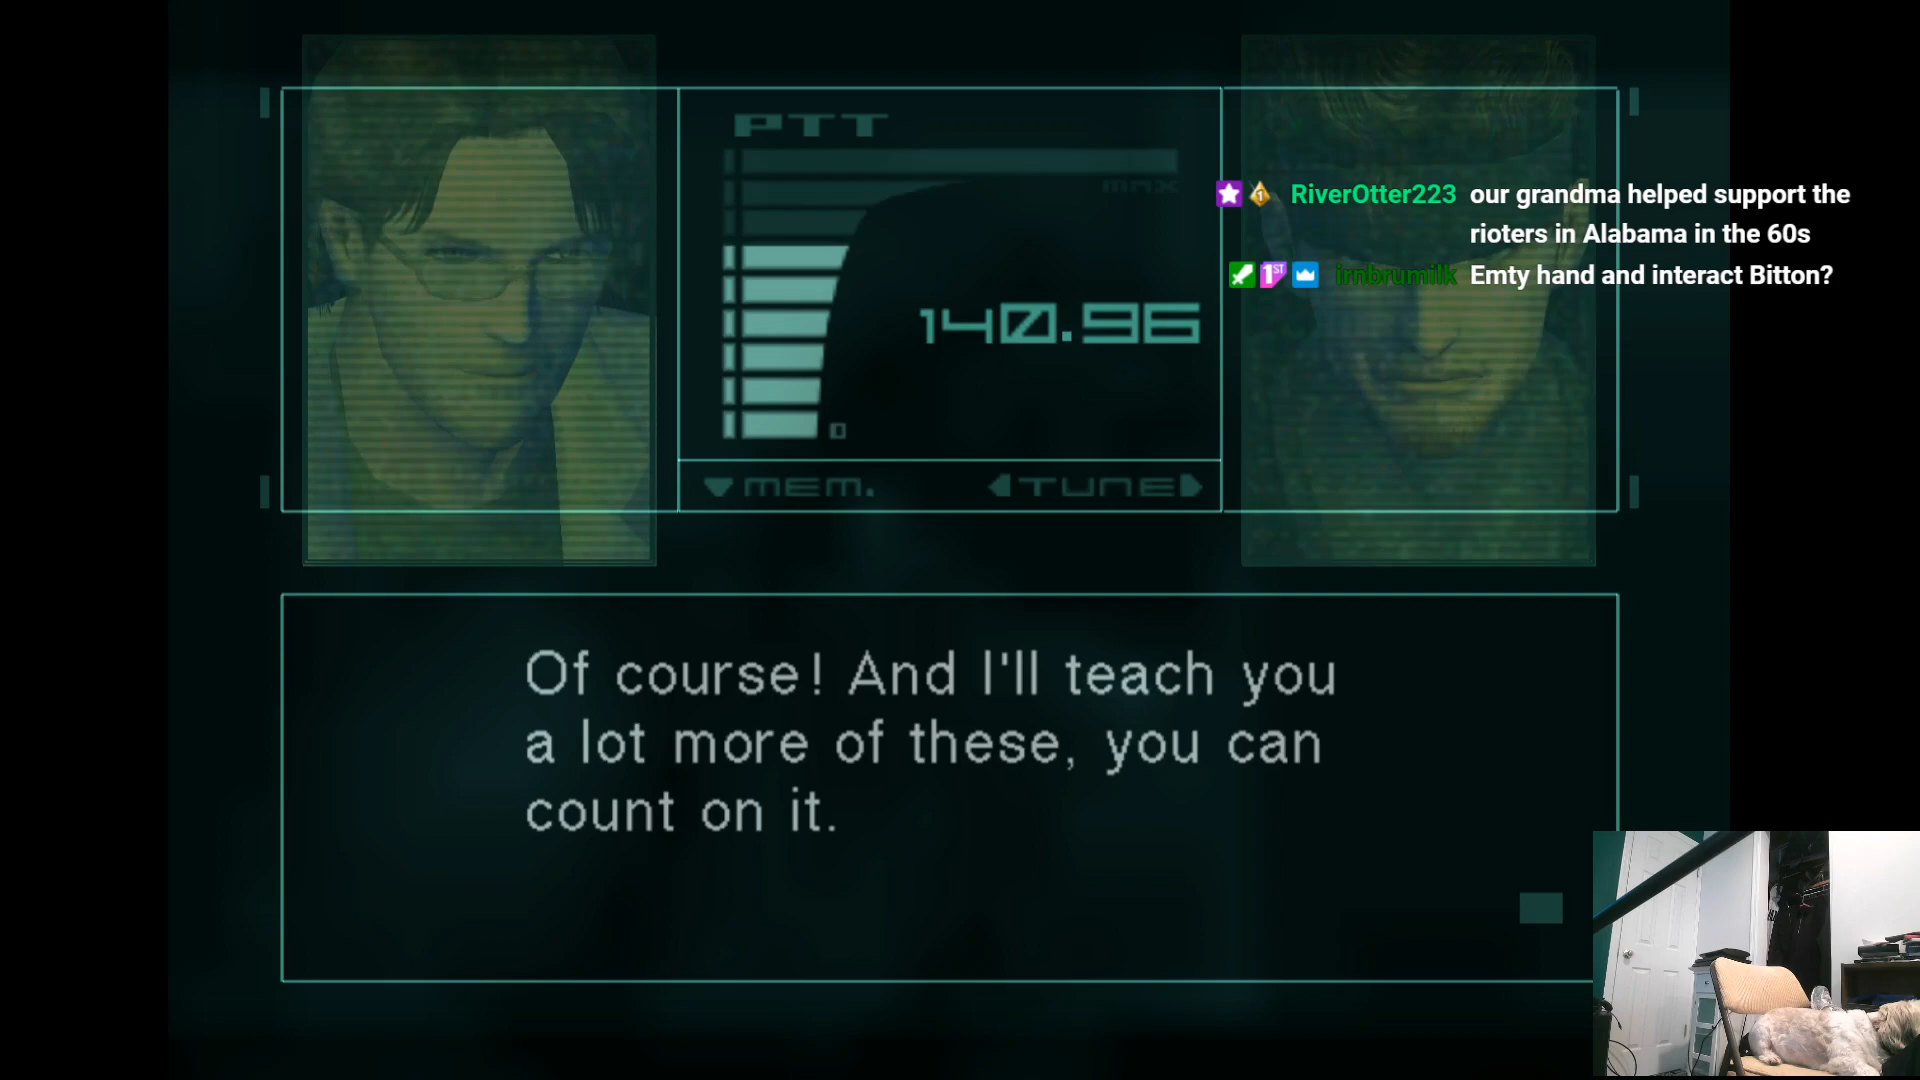 PTT
max
RiverOtter223 our grandma helped support the
rioters in Alabama in the 60s
1ST irnbrumilk Emty hand and interact Bitton?
140.96
0
MEM. TUNE
Of course! And I'll teach you
a lot more of these, you can
count on it.